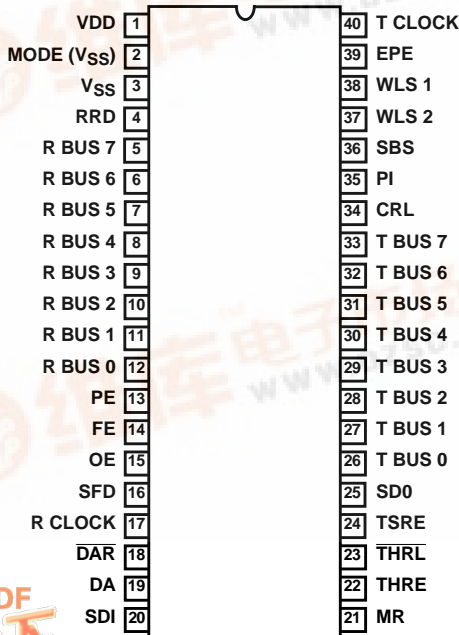 VDD 1 40 T CLOCK
MODE (VSS) 2 39 EPE
VSS 3 38 WLS 1
RRD 4 37 WLS 2
R BUS 7 5 36 SBS
R BUS 6 6 35 PI
R BUS 5 7 34 CRL
R BUS 4 8 33 T BUS 7
R BUS 3 9 32 T BUS 6
R BUS 2 10 31 T BUS 5
R BUS 1 11 30 T BUS 4
R BUS 0 12 29 T BUS 3
PE 13 28 T BUS 2
FE 14 27 T BUS 1
OE 15 26 T BUS 0
SFD 16 25 SD0
R CLOCK 17 24 TSRE
DAR 18 23 THRL
DA 19 22 THRE
SDI 20 21 MR